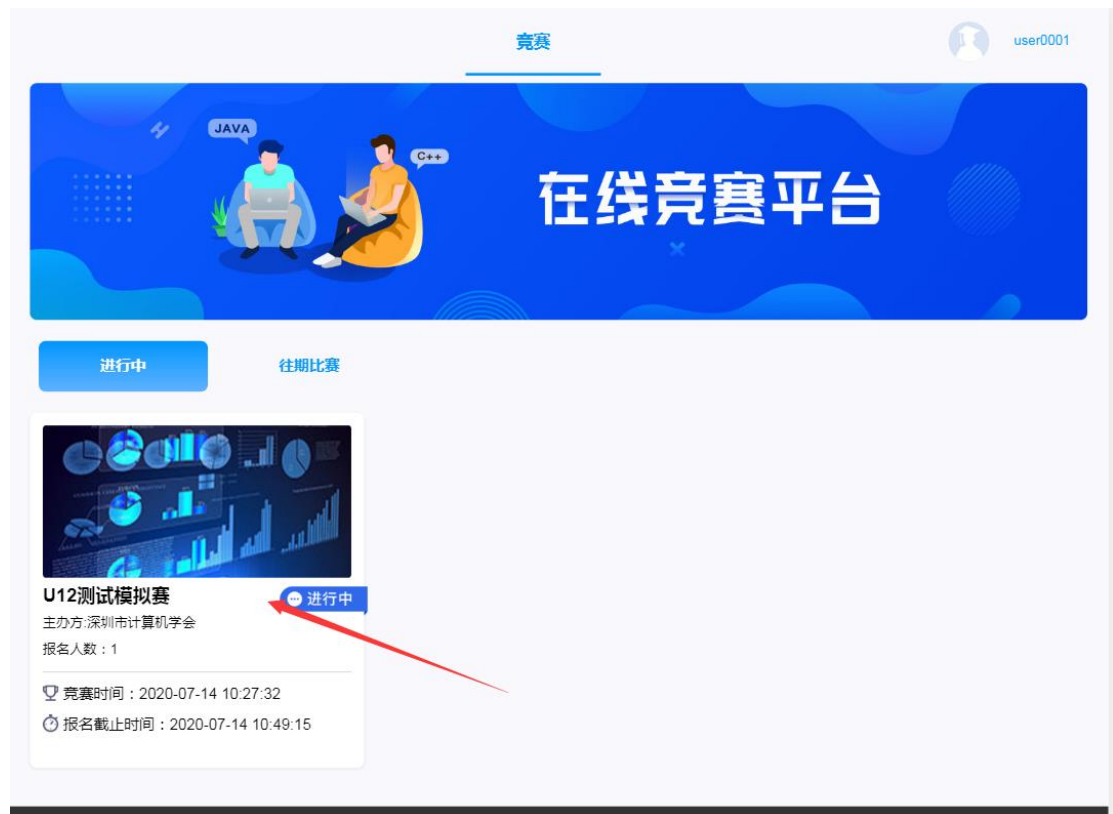 竞赛
user0001
JAVA
C++
在线竞赛平台
进行中
往期比赛
U12测试模拟赛
进行中
主办方:深圳市计算机学会
报名人数：1
竞赛时间：2020-07-14 10:27:32
报名截止时间：2020-07-14 10:49:15